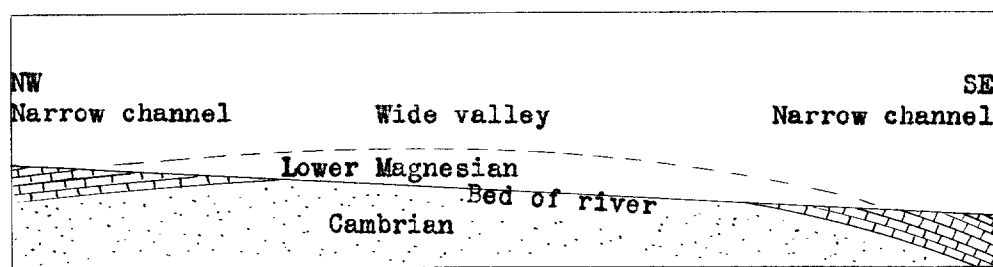 NW
SE
Narrow channel
Wide valley
Narrow channel
Lower Magnesian
Bed of river
Cambrian